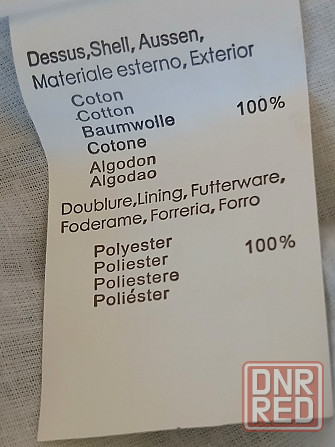 Dessus,Shell, Aussen,
Materiale esterno, Exterior
Coton
Cotton
Baumwolle 100%
Cotone
Algodon
Algodao
Doublure,Lining, Futterware,
Foderame, Forreria, Forro
Polyester
Poliester 100%
Poliestere
Poliéster
DNR
RED